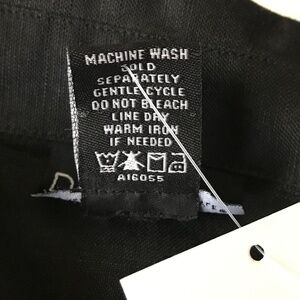 MACHINE WASH
COLD
SEPARATELY
GENTLE CYCLE
DO NOT BLEACH
LINE DRY
WARM IRON
IF NEEDED
A16055